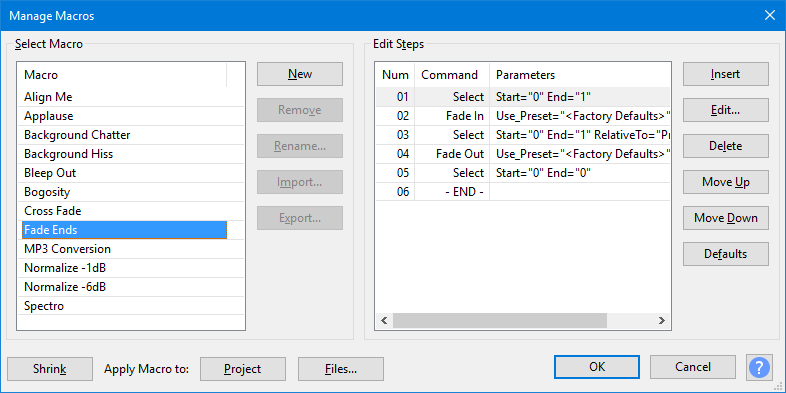 Manage Macros
Select Macro
Macro
Align Me
Applause
Background Chatter
Background Hiss
Bleep Out
Bogosity
Cross Fade
Fade Ends
MP3 Conversion
Normalize -1dB
Normalize -6dB
Spectro
New
Remove
Rename...
Import...
Export...
Edit Steps
Num Command Parameters
01 Select Start="0" End="1"
02 Fade In Use_Preset="<Factory Defaults>"
03 Select Start="0" End="1" RelativeTo="Pr
04 Fade Out Use_Preset="<Factory Defaults>"
05 Select Start="0" End="0"
06 - END -
Insert
Edit...
Delete
Move Up
Move Down
Defaults
Shrink Apply Macro to: Project Files... OK Cancel ?